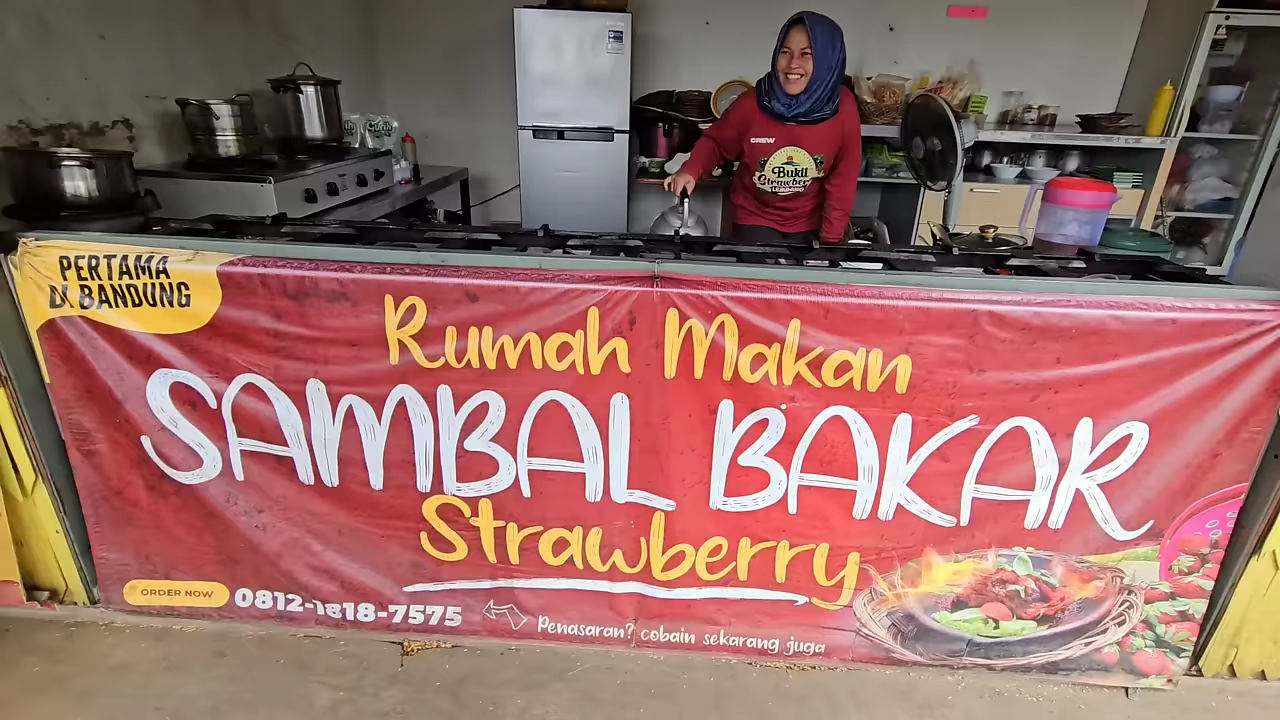 CREW
Bukit
Strawberry
LEMBANG
PERTAMA
DI BANDUNG
Rumah Makan
SAMBAL BAKAR
Strawberry
ORDER NOW
0812-1818-7575
Penasaran? cobain sekarang juga